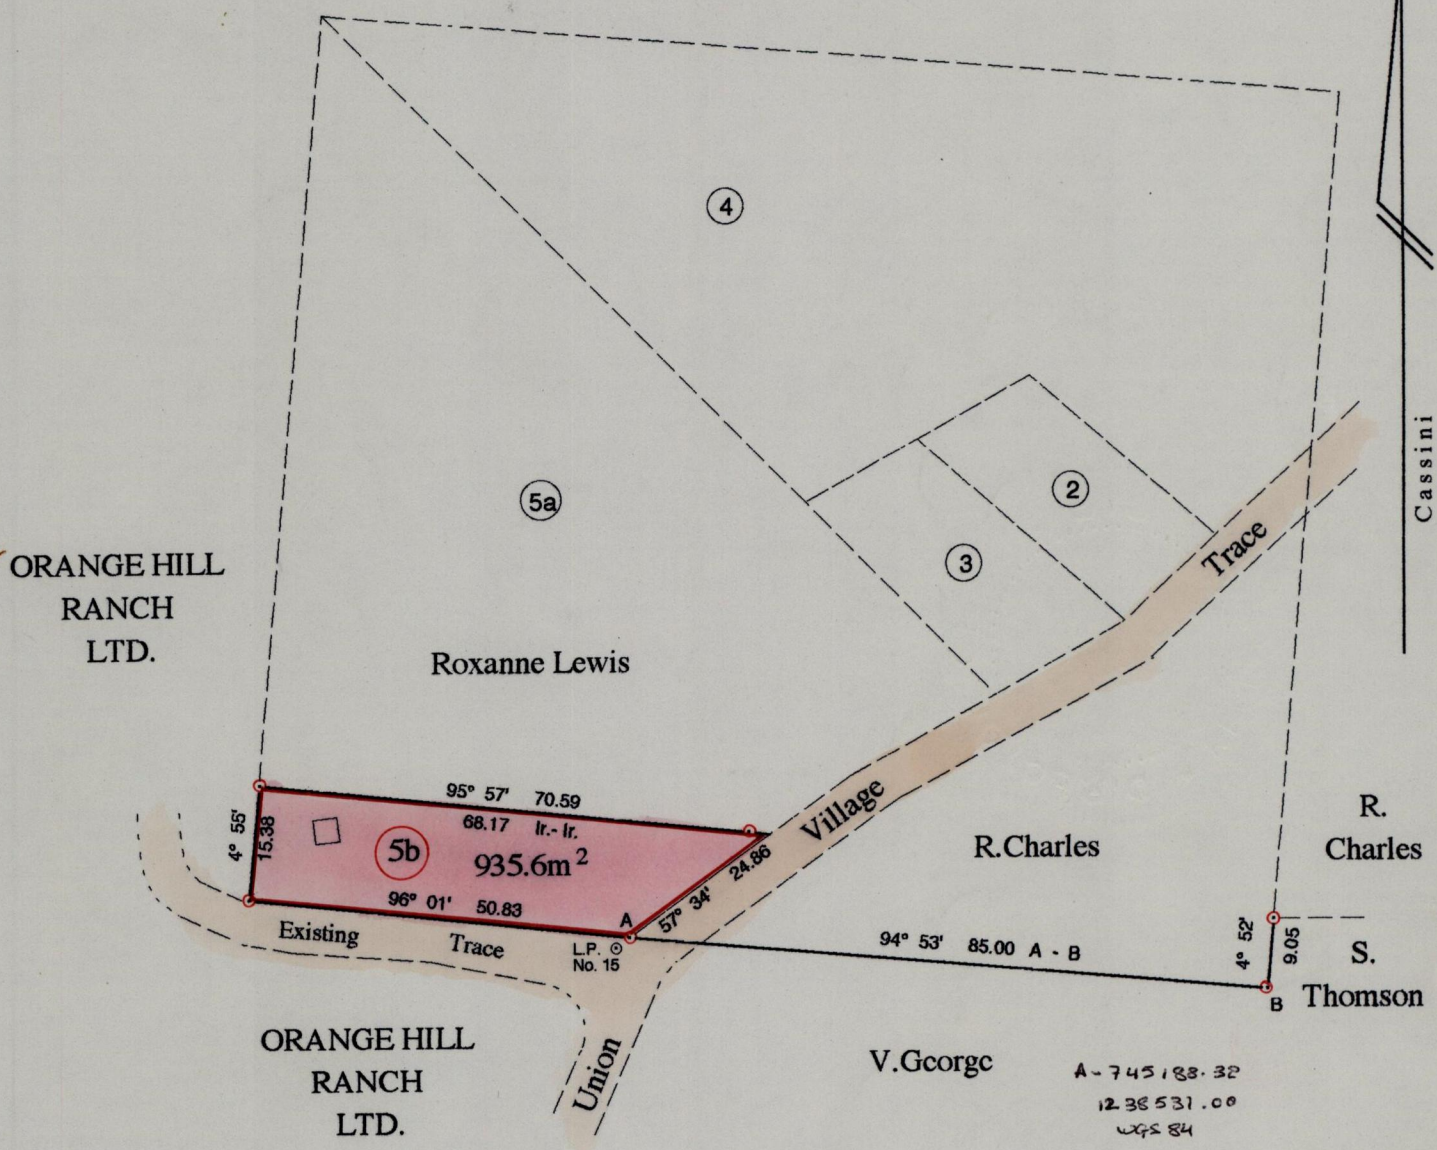 4
Cassini
5a
2
3
Trace
ORANGE HILL
RANCH
LTD.
Roxanne Lewis
95° 57' 70.59
68.17 Ir.- Ir.
4° 55'
15.38
5b
935.6m²
96° 01' 50.83
A
57° 34' 24.86
Village
R.Charles
R.
Charles
Existing Trace
L.P.
No. 15
94° 53' 85.00 A - B
4° 52'
9.05
B
S.
Thomson
ORANGE HILL
RANCH
LTD.
Union
V.George
A-745188.32
1238531.00
WGS 84